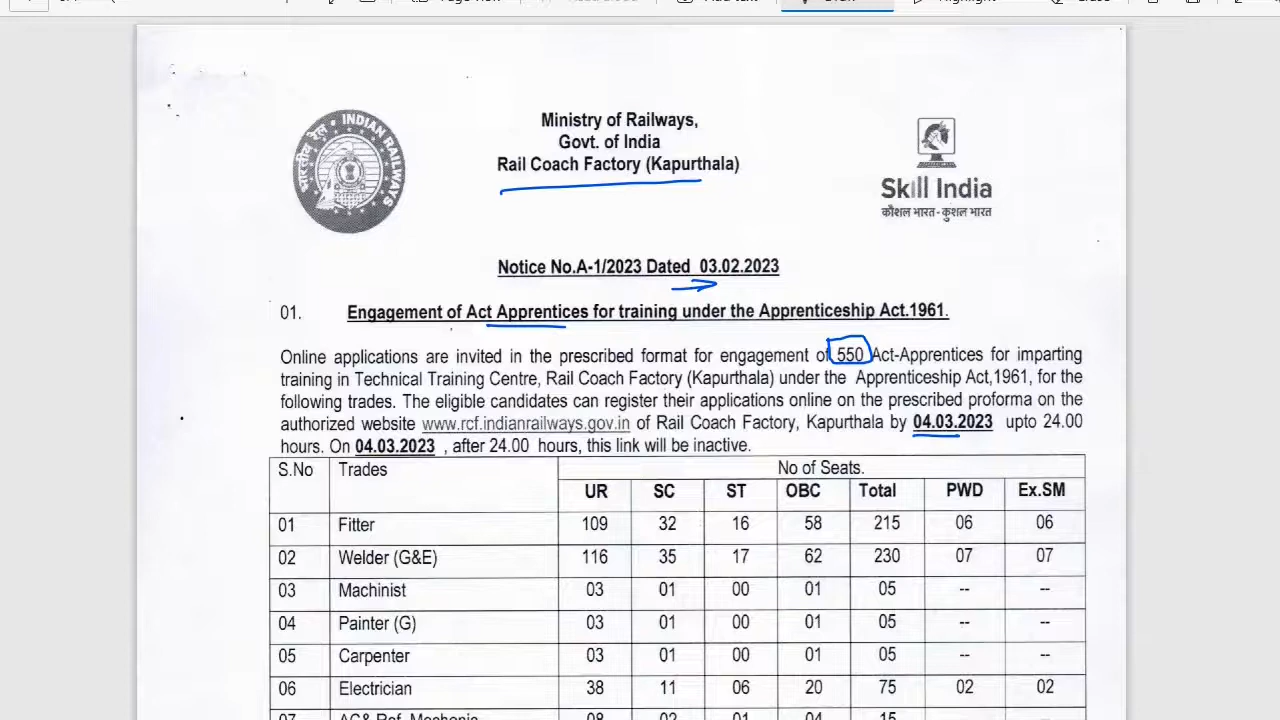 Ministry of Railways,
Govt. of India
Rail Coach Factory (Kapurthala)
INDIAN RAILWAYS
भारतीय रेल
Skill India
कौशल भारत - कुशल भारत
Notice No.A-1/2023 Dated 03.02.2023
01. Engagement of Act Apprentices for training under the Apprenticeship Act.1961.
Online applications are invited in the prescribed format for engagement of 550 Act-Apprentices for imparting
training in Technical Training Centre, Rail Coach Factory (Kapurthala) under the Apprenticeship Act,1961, for the
following trades. The eligible candidates can register their applications online on the prescribed proforma on the
authorized website www.rcf.indianrailways.gov.in of Rail Coach Factory, Kapurthala by 04.03.2023 upto 24.00
hours. On 04.03.2023 , after 24.00 hours, this link will be inactive.
S.No Trades No of Seats.
UR SC ST OBC Total PWD Ex.SM
01 Fitter 109 32 16 58 215 06 06
02 Welder (G&E) 116 35 17 62 230 07 07
03 Machinist 03 01 00 01 05 -- --
04 Painter (G) 03 01 00 01 05 -- --
05 Carpenter 03 01 00 01 05 -- --
06 Electrician 38 11 06 20 75 02 02